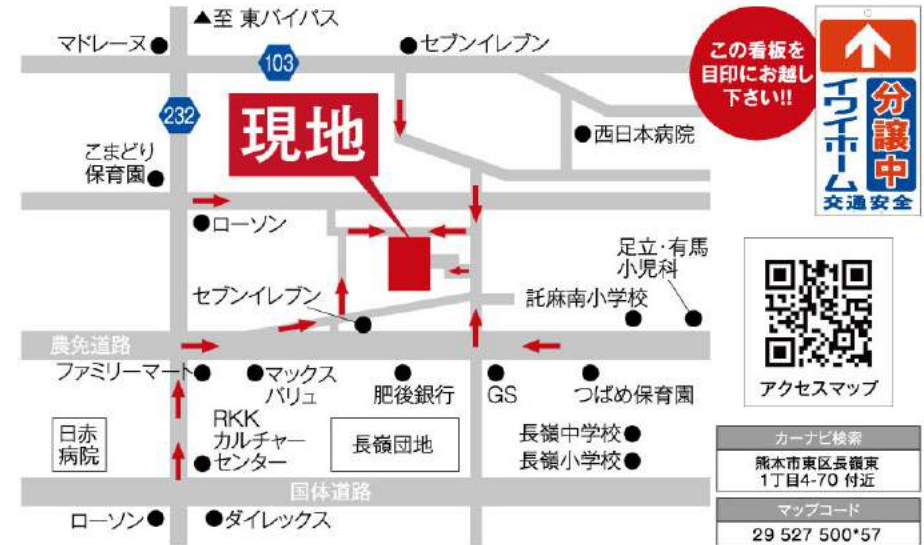 ▲至 東バイパス
マドレーヌ
セブンイレブン
103
232
この看板を
目印にお越し
下さい!!
分譲中
イワイホーム
交通安全
現地
西日本病院
こまどり
保育園
ローソン
足立・有馬
小児科
セブンイレブン
託麻南小学校
農免道路
ファミリーマート
マックス
バリュ
肥後銀行
GS
つばめ保育園
アクセスマップ
日赤
病院
RKK
カルチャー
センター
長嶺団地
長嶺中学校
長嶺小学校
カーナビ検索
熊本市東区長嶺東
1丁目4-70 付近
国体道路
マップコード
ローソン
ダイレックス
29 527 500*57